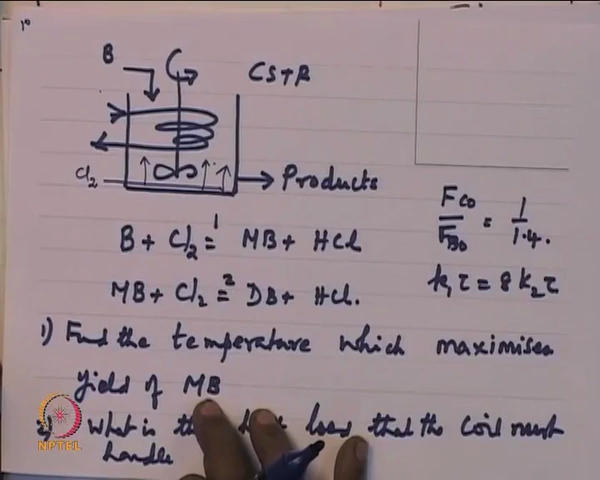 1°
B
CSTR
Cl2
Products
B + Cl2 =^1 MB + HCl
MB + Cl2 =^2 DB + HCl.
FC0/FB0 = 1/1.4.
k1τ = 8 k2τ
1) Find the temperature which maximises
yield of MB
What is the load that the coil must
handle
NPTEL